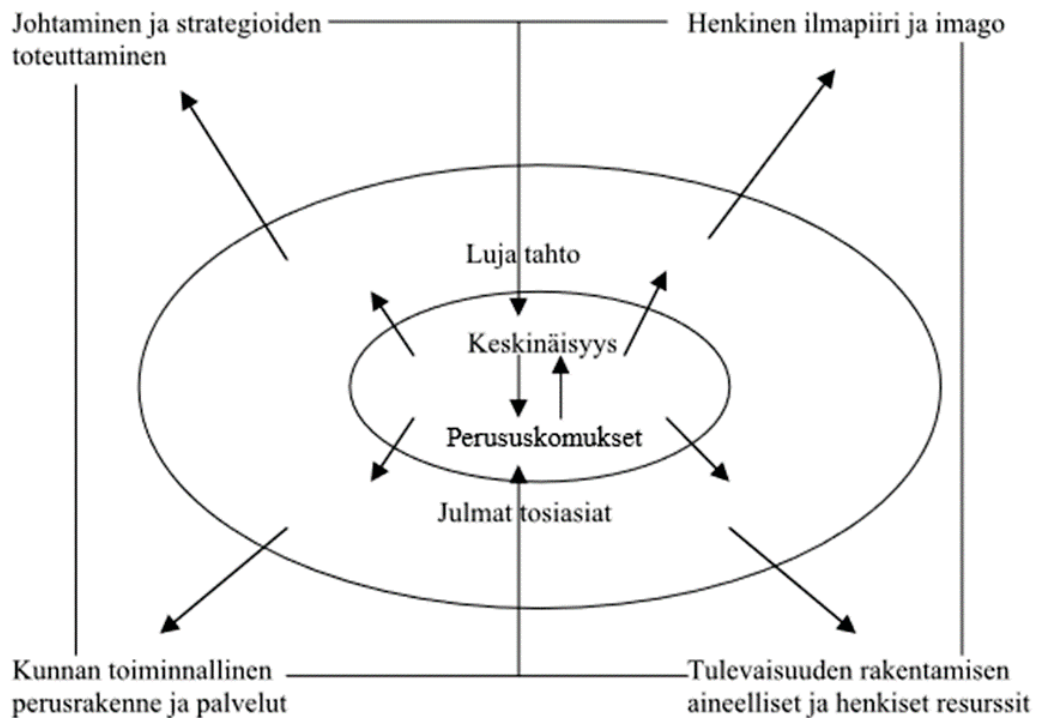 Johtaminen ja strategioiden
toteuttaminen
Henkinen ilmapiiri ja imago
Luja tahto
Keskinäisyys
Perususkomukset
Julmat tosiasiat
Kunnan toiminnallinen
perusrakenne ja palvelut
Tulevaisuuden rakentamisen
aineelliset ja henkiset resurssit